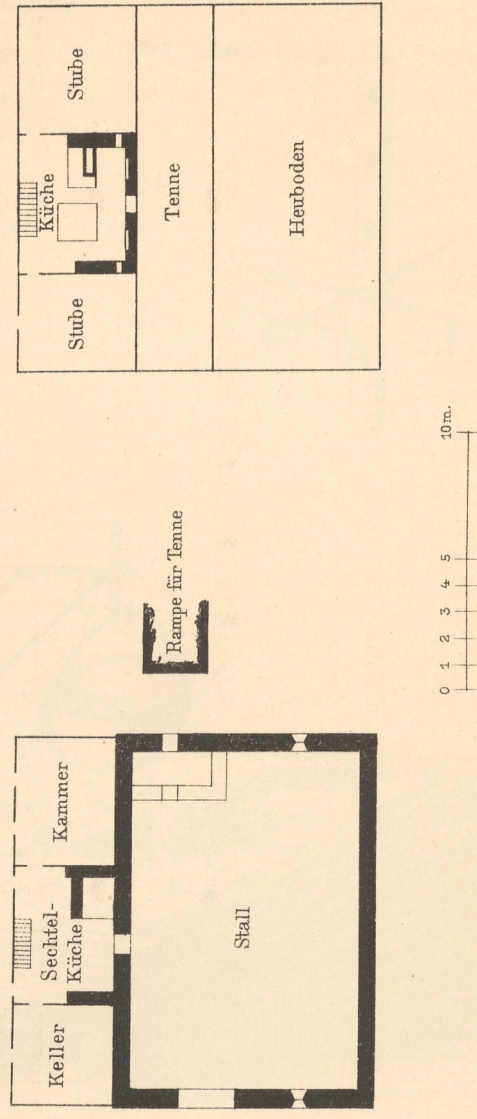 Keller
Sechtel-
Küche
Kammer
Stall
Rampe für Tenne
Stube
Küche
Stube
Tenne
Heuboden
0 1 2 3 4 5 10 m.